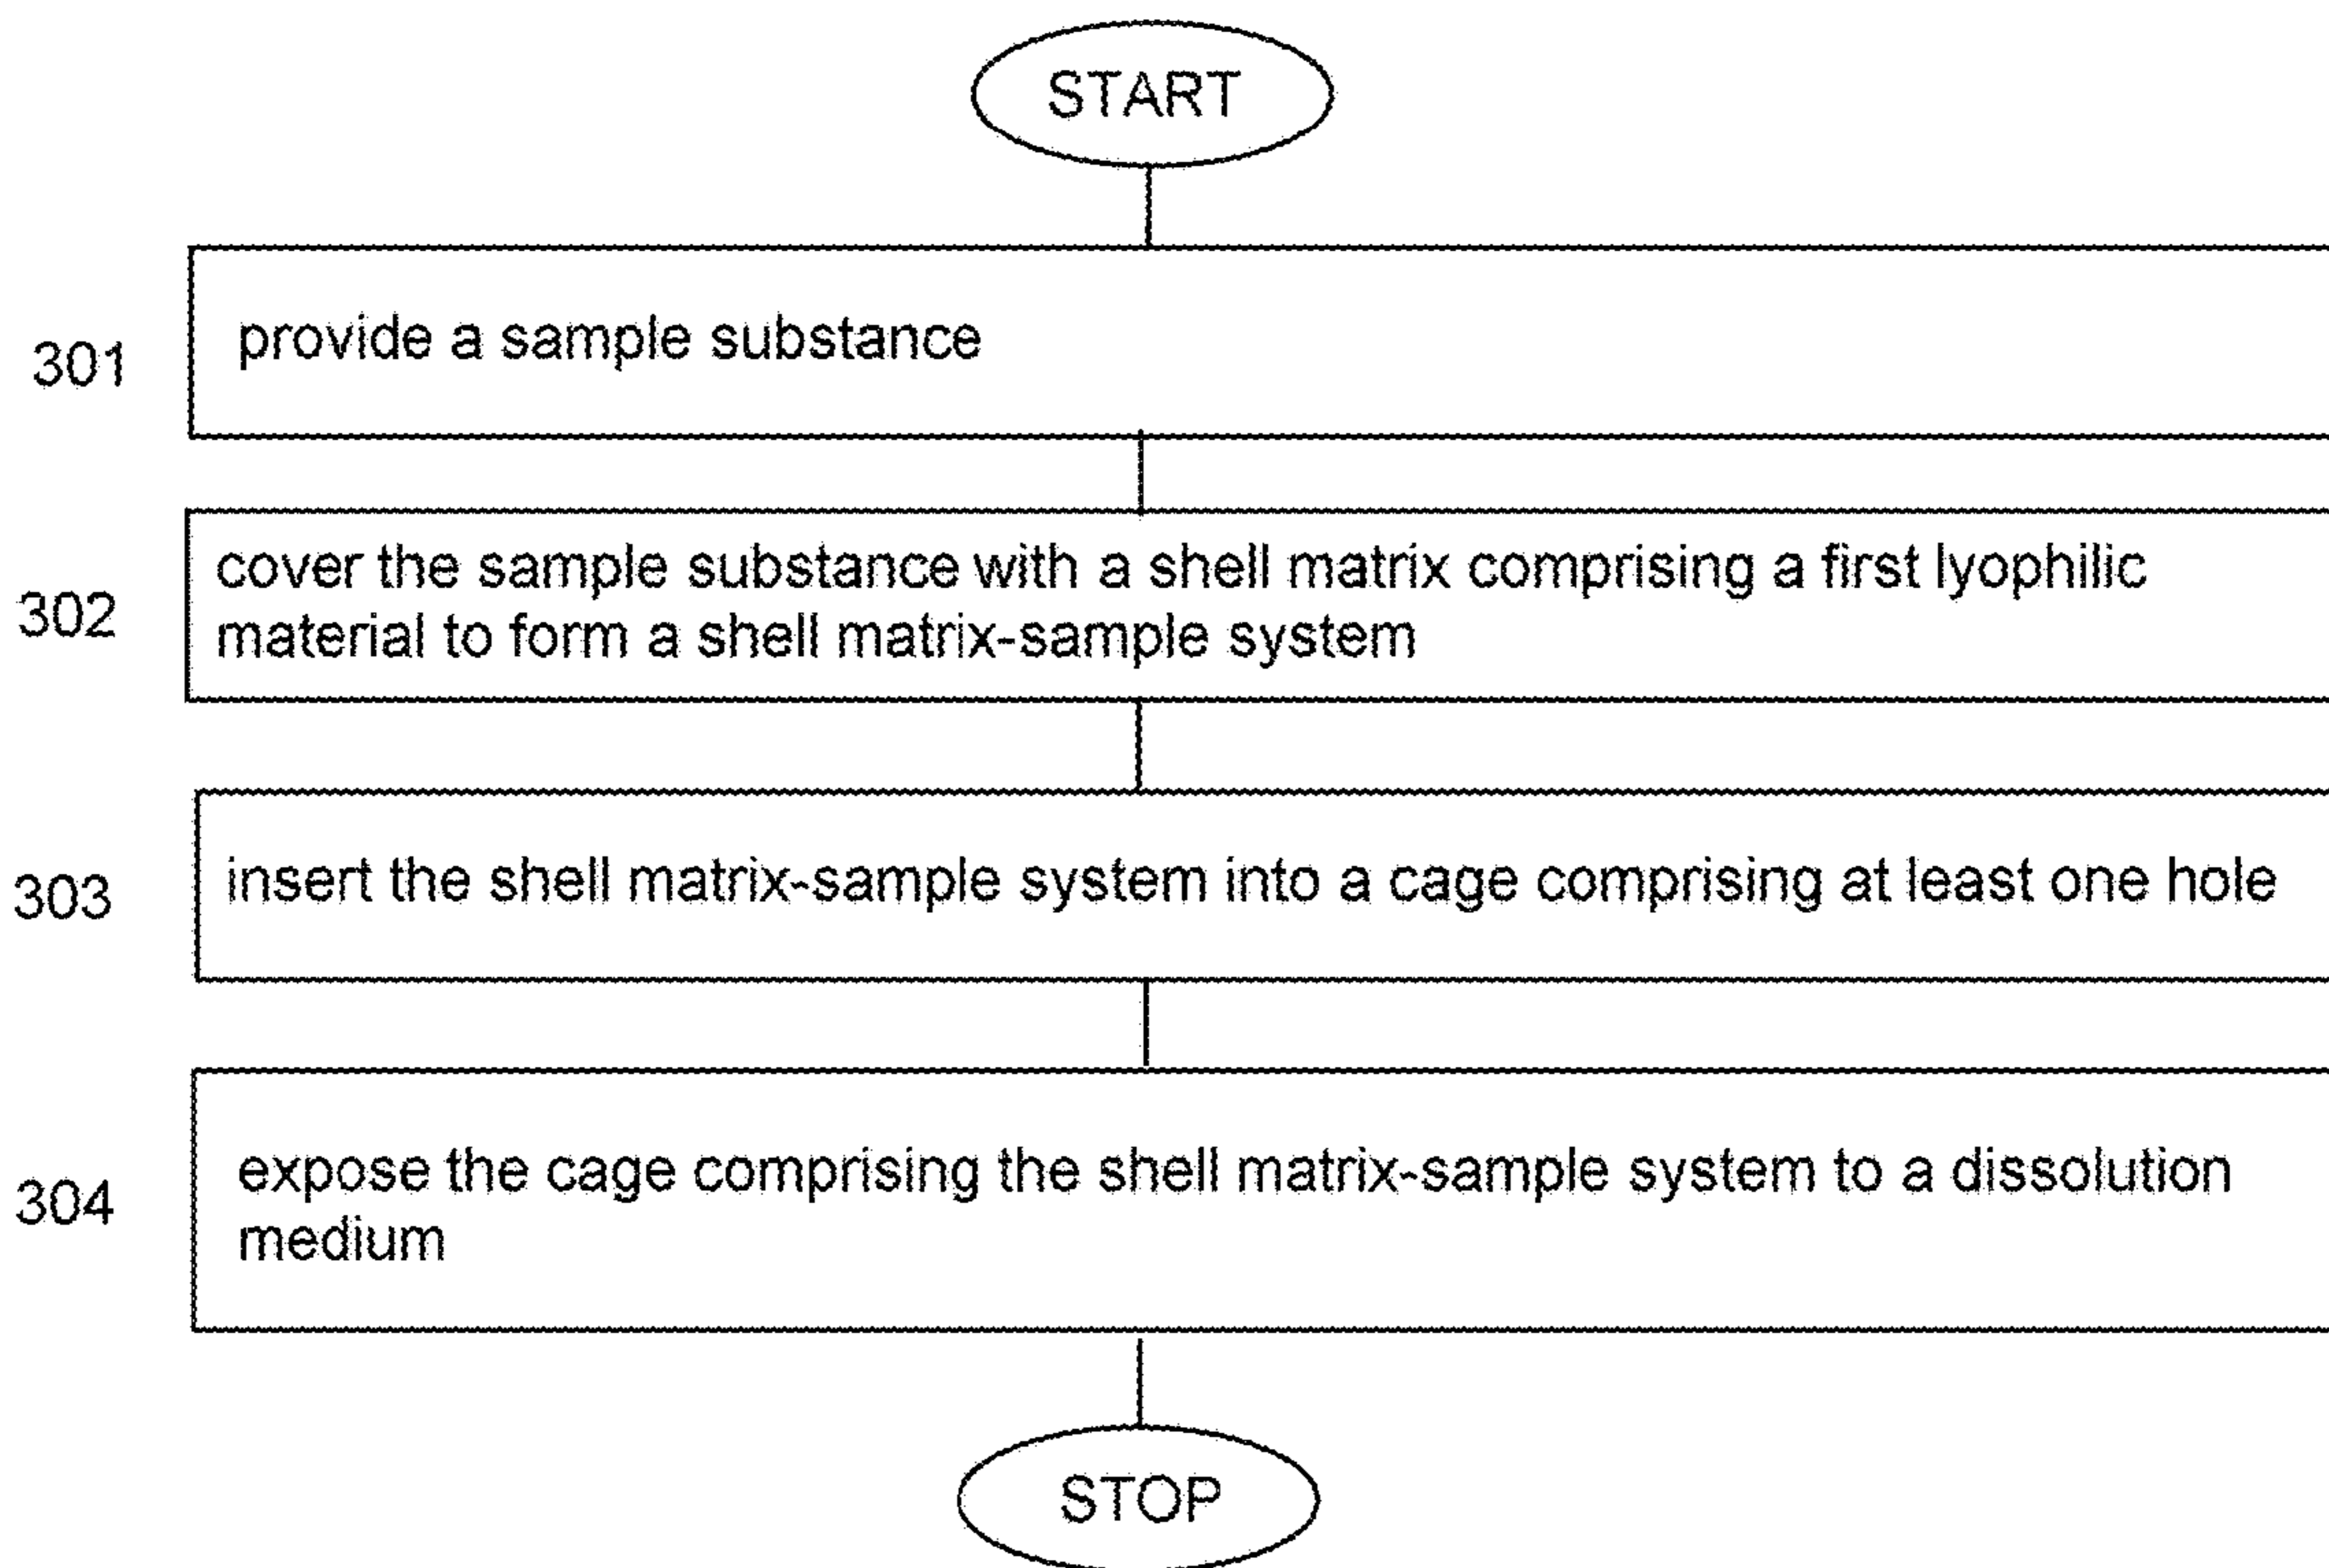 START
301
provide a sample substance
302
cover the sample substance with a shell matrix comprising a first lyophilic
material to form a shell matrix-sample system
303
insert the shell matrix-sample system into a cage comprising at least one hole
304
expose the cage comprising the shell matrix-sample system to a dissolution
medium
STOP